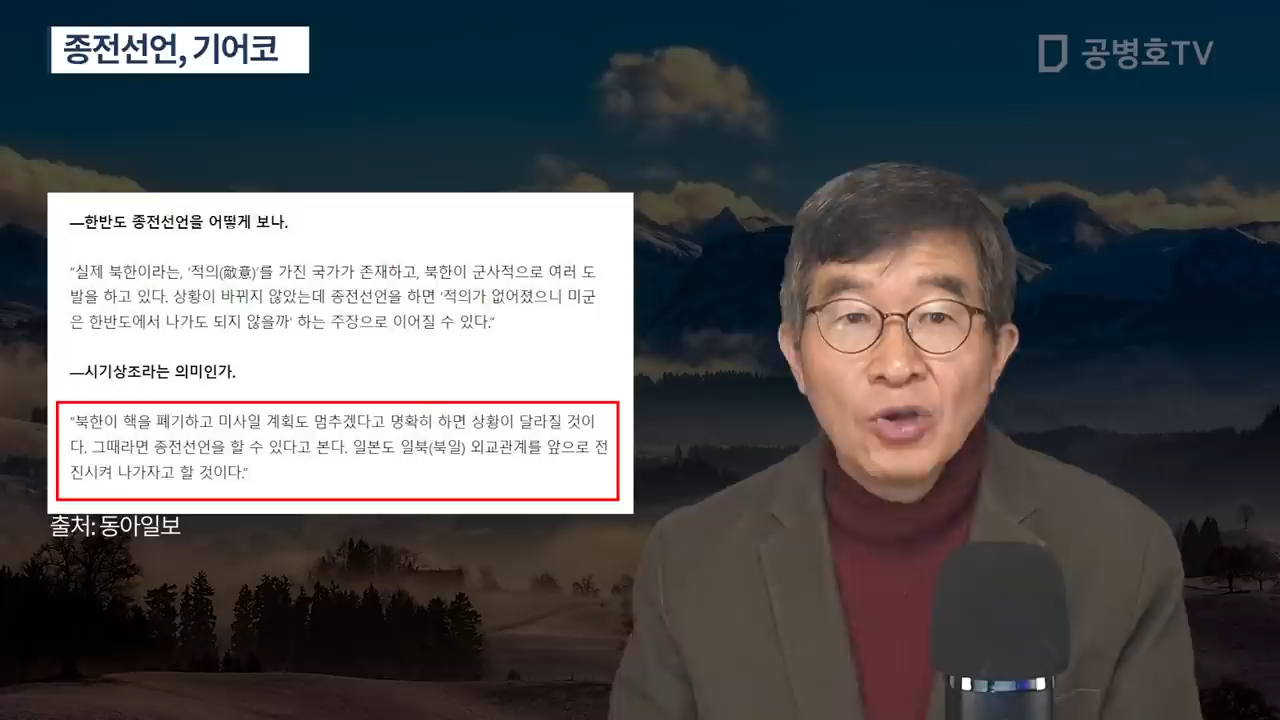 종전선언, 기어코
공병호TV
—한반도 종전선언을 어떻게 보나.
“실제 북한이라는, ‘적의(敵意)’를 가진 국가가 존재하고, 북한이 군사적으로 여러 도
발을 하고 있다. 상황이 바뀌지 않았는데 종전선언을 하면 ‘적의가 없어졌으니 미군
은 한반도에서 나가도 되지 않을까’ 하는 주장으로 이어질 수 있다.”
—시기상조라는 의미인가.
“북한이 핵을 폐기하고 미사일 계획도 멈추겠다고 명확히 하면 상황이 달라질 것이
다. 그때라면 종전선언을 할 수 있다고 본다. 일본도 일북(북일) 외교관계를 앞으로 전
진시켜 나가자고 할 것이다.”
출처: 동아일보